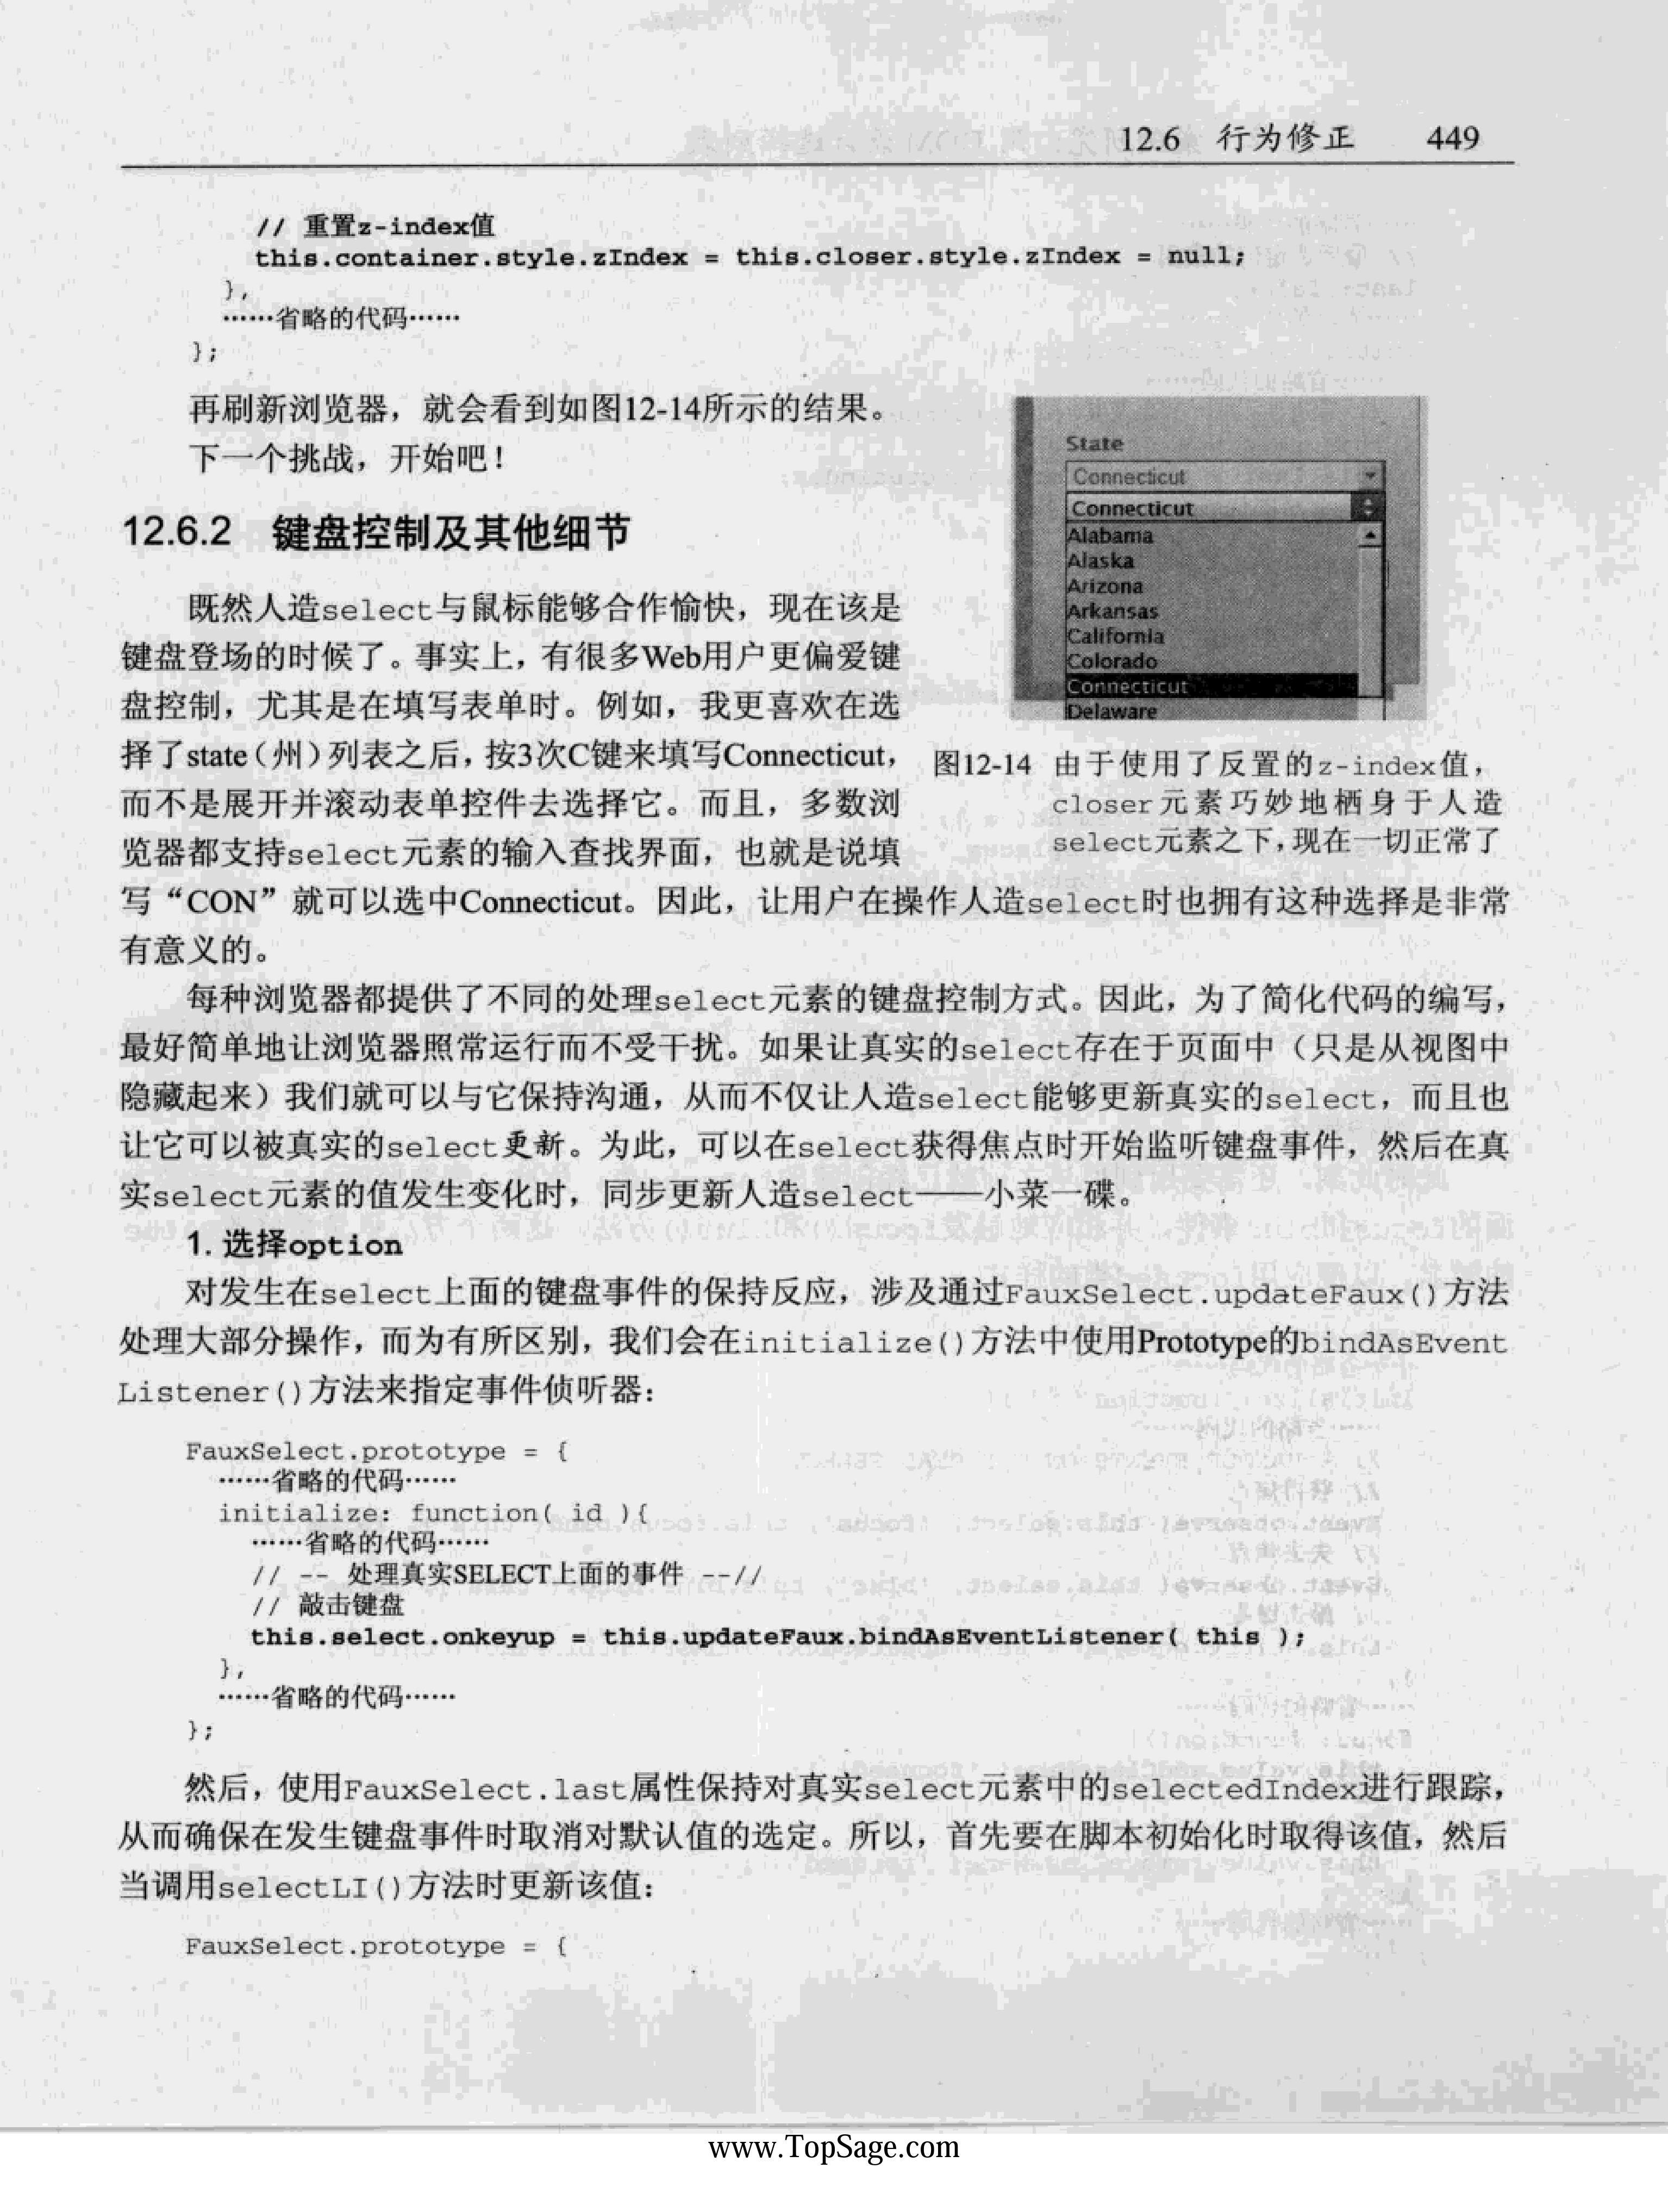 12.6 行为修正 449
// 重置z-index值
this.container.style.zIndex = this.closer.style.zIndex = null;
},
……省略的代码……
};
再刷新浏览器，就会看到如图12-14所示的结果。
下一个挑战，开始吧！
12.6.2 键盘控制及其他细节
既然人造select与鼠标能够合作愉快，现在该是
键盘登场的时候了。事实上，有很多Web用户更偏爱键
盘控制，尤其是在填写表单时。例如，我更喜欢在选
择了state（州）列表之后，按3次C键来填写Connecticut，
而不是展开并滚动表单控件去选择它。而且，多数浏
览器都支持select元素的输入查找界面，也就是说填
State
Connecticut
Connecticut
Alabama
Alaska
Arizona
Arkansas
California
Colorado
Connecticut
Delaware
图12-14 由于使用了反置的z-index值，
closer元素巧妙地栖身于人造
select元素之下，现在一切正常了
写“CON”就可以选中Connecticut。因此，让用户在操作人造select时也拥有这种选择是非常
有意义的。
每种浏览器都提供了不同的处理select元素的键盘控制方式。因此，为了简化代码的编写，
最好简单地让浏览器照常运行而不受干扰。如果让真实的select存在于页面中（只是从视图中
隐藏起来）我们就可以与它保持沟通，从而不仅让人造select能够更新真实的select，而且也
让它可以被真实的select更新。为此，可以在select获得焦点时开始监听键盘事件，然后在真
实select元素的值发生变化时，同步更新人造select——小菜一碟。
1. 选择option
对发生在select上面的键盘事件的保持反应，涉及通过FauxSelect.updateFaux()方法
处理大部分操作，而为有所区别，我们会在initialize()方法中使用Prototype的bindAsEvent
Listener()方法来指定事件侦听器：
FauxSelect.prototype = {
……省略的代码……
initialize: function( id ){
……省略的代码……
// -- 处理真实SELECT上面的事件 --//
// 敲击键盘
this.select.onkeyup = this.updateFaux.bindAsEventListener( this );
},
……省略的代码……
};
然后，使用FauxSelect.last属性保持对真实select元素中的selectedIndex进行跟踪，
从而确保在发生键盘事件时取消对默认值的选定。所以，首先要在脚本初始化时取得该值，然后
当调用selectLI()方法时更新该值：
FauxSelect.prototype = {
www.TopSage.com